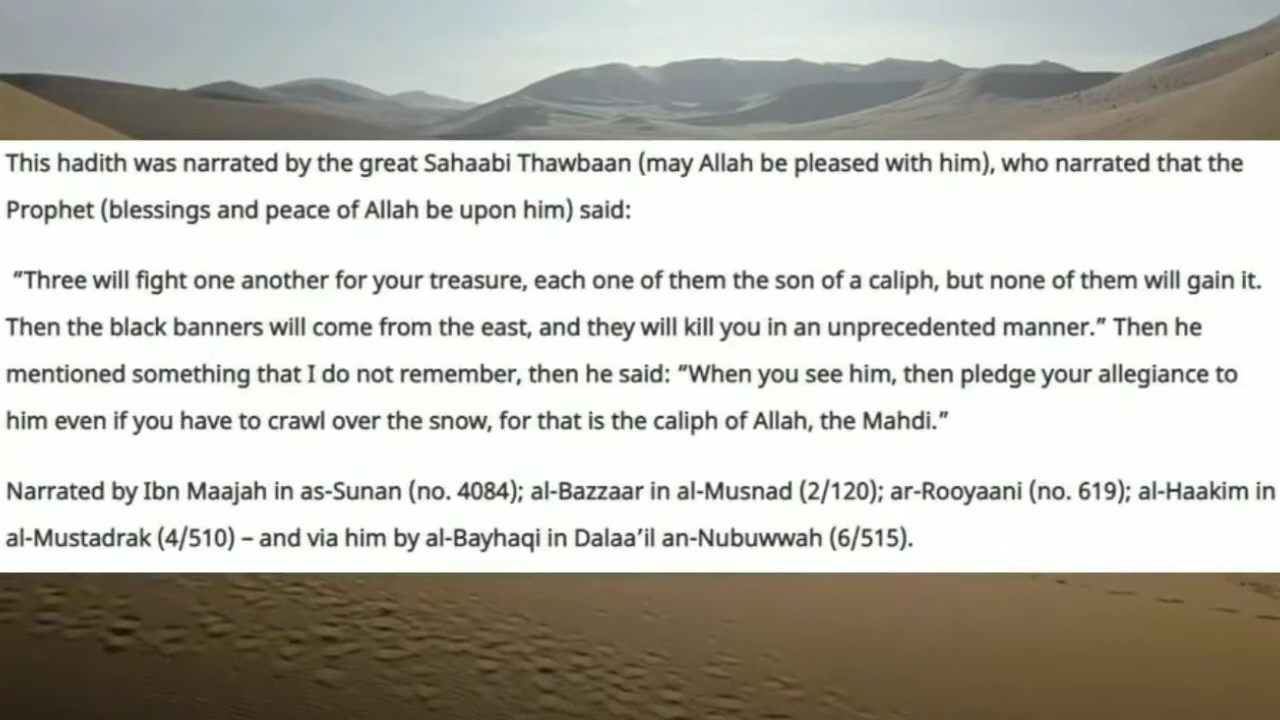 This hadith was narrated by the great Sahaabi Thawbaan (may Allah be pleased with him), who narrated that the
Prophet (blessings and peace of Allah be upon him) said:
“Three will fight one another for your treasure, each one of them the son of a caliph, but none of them will gain it.
Then the black banners will come from the east, and they will kill you in an unprecedented manner.” Then he
mentioned something that I do not remember, then he said: “When you see him, then pledge your allegiance to
him even if you have to crawl over the snow, for that is the caliph of Allah, the Mahdi.”
Narrated by Ibn Maajah in as-Sunan (no. 4084); al-Bazzaar in al-Musnad (2/120); ar-Rooyaani (no. 619); al-Haakim in
al-Mustadrak (4/510) – and via him by al-Bayhaqi in Dalaa’il an-Nubuwwah (6/515).